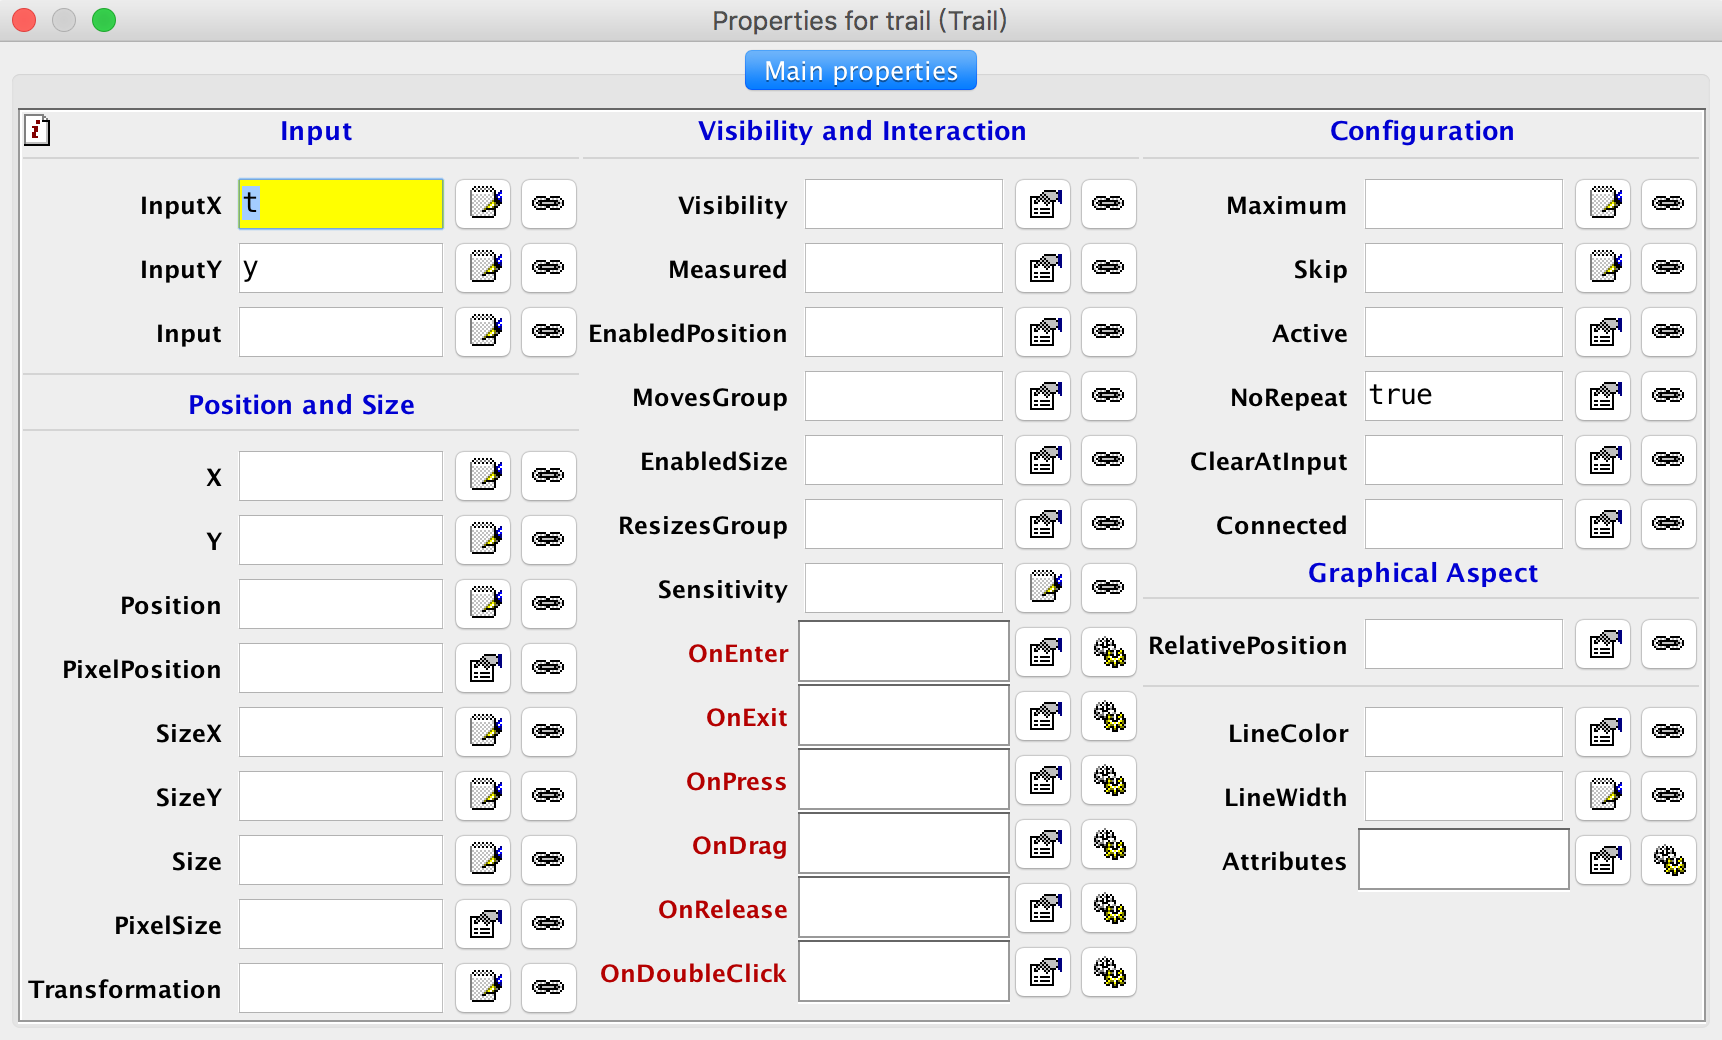 Properties for trail (Trail)
Main properties
Input
InputX t
InputY y
Input
Position and Size
X
Y
Position
PixelPosition
SizeX
SizeY
Size
PixelSize
Transformation
Visibility and Interaction
Visibility
Measured
EnabledPosition
MovesGroup
EnabledSize
ResizesGroup
Sensitivity
OnEnter
OnExit
OnPress
OnDrag
OnRelease
OnDoubleClick
Configuration
Maximum
Skip
Active
NoRepeat true
ClearAtInput
Connected
Graphical Aspect
RelativePosition
LineColor
LineWidth
Attributes